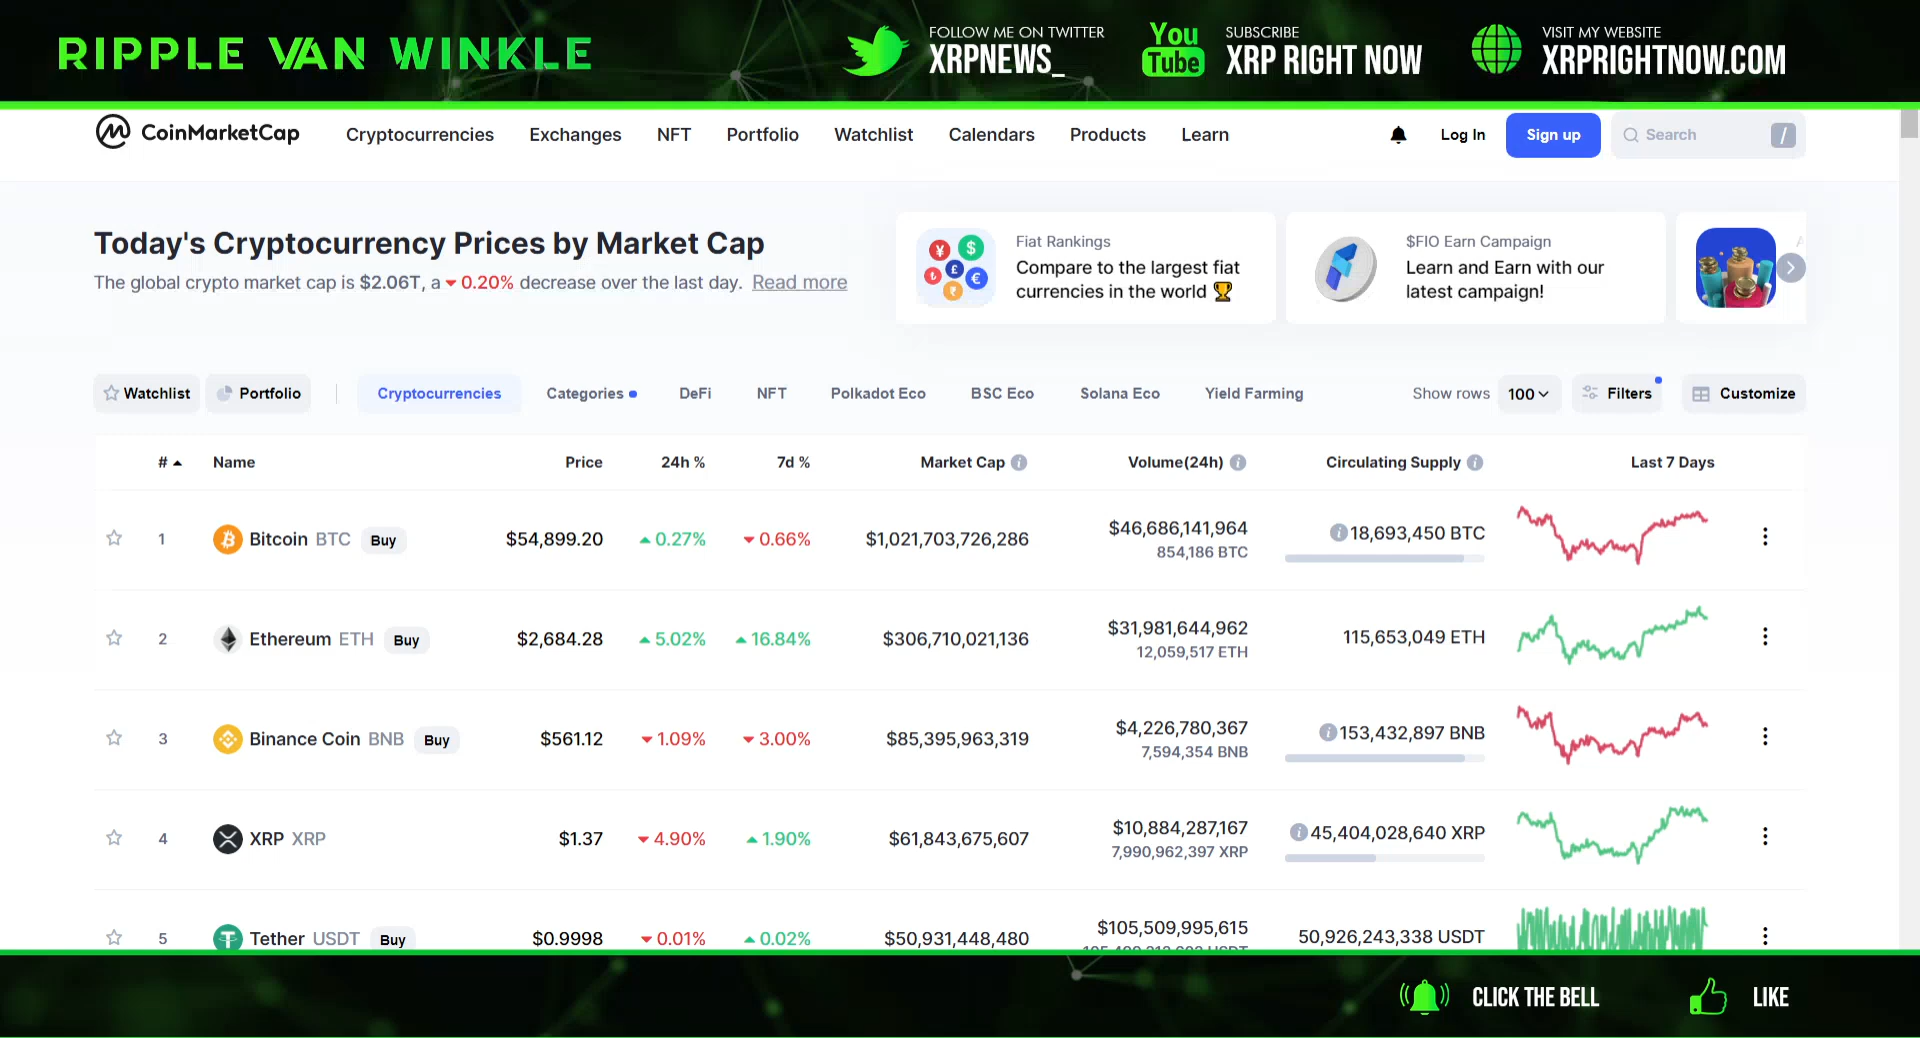 RIPPLE VAN WINKLE
FOLLOW ME ON TWITTER
XRPNEWS_
You
Tube
SUBSCRIBE
XRP RIGHT NOW
VISIT MY WEBSITE
XRPRIGHTNOW.COM
CoinMarketCap Cryptocurrencies Exchanges NFT Portfolio Watchlist Calendars Products Learn Log In Sign up Search /
Today's Cryptocurrency Prices by Market Cap
The global crypto market cap is $2.06T, a 0.20% decrease over the last day. Read more
Fiat Rankings
Compare to the largest fiat
currencies in the world
$FIO Earn Campaign
Learn and Earn with our
latest campaign!
Watchlist Portfolio Cryptocurrencies Categories DeFi NFT Polkadot Eco BSC Eco Solana Eco Yield Farming Show rows 100 Filters Customize
# Name Price 24h % 7d % Market Cap Volume(24h) Circulating Supply Last 7 Days
1 Bitcoin BTC Buy $54,899.20 0.27% 0.66% $1,021,703,726,286 $46,686,141,964 18,693,450 BTC
854,186 BTC
2 Ethereum ETH Buy $2,684.28 5.02% 16.84% $306,710,021,136 $31,981,644,962 115,653,049 ETH
12,059,517 ETH
3 Binance Coin BNB Buy $561.12 1.09% 3.00% $85,395,963,319 $4,226,780,367 153,432,897 BNB
7,594,354 BNB
4 XRP XRP $1.37 4.90% 1.90% $61,843,675,607 $10,884,287,167 45,404,028,640 XRP
7,990,962,397 XRP
5 Tether USDT Buy $0.9998 0.01% 0.02% $50,931,448,480 $105,509,995,615 50,926,243,338 USDT
CLICK THE BELL
LIKE